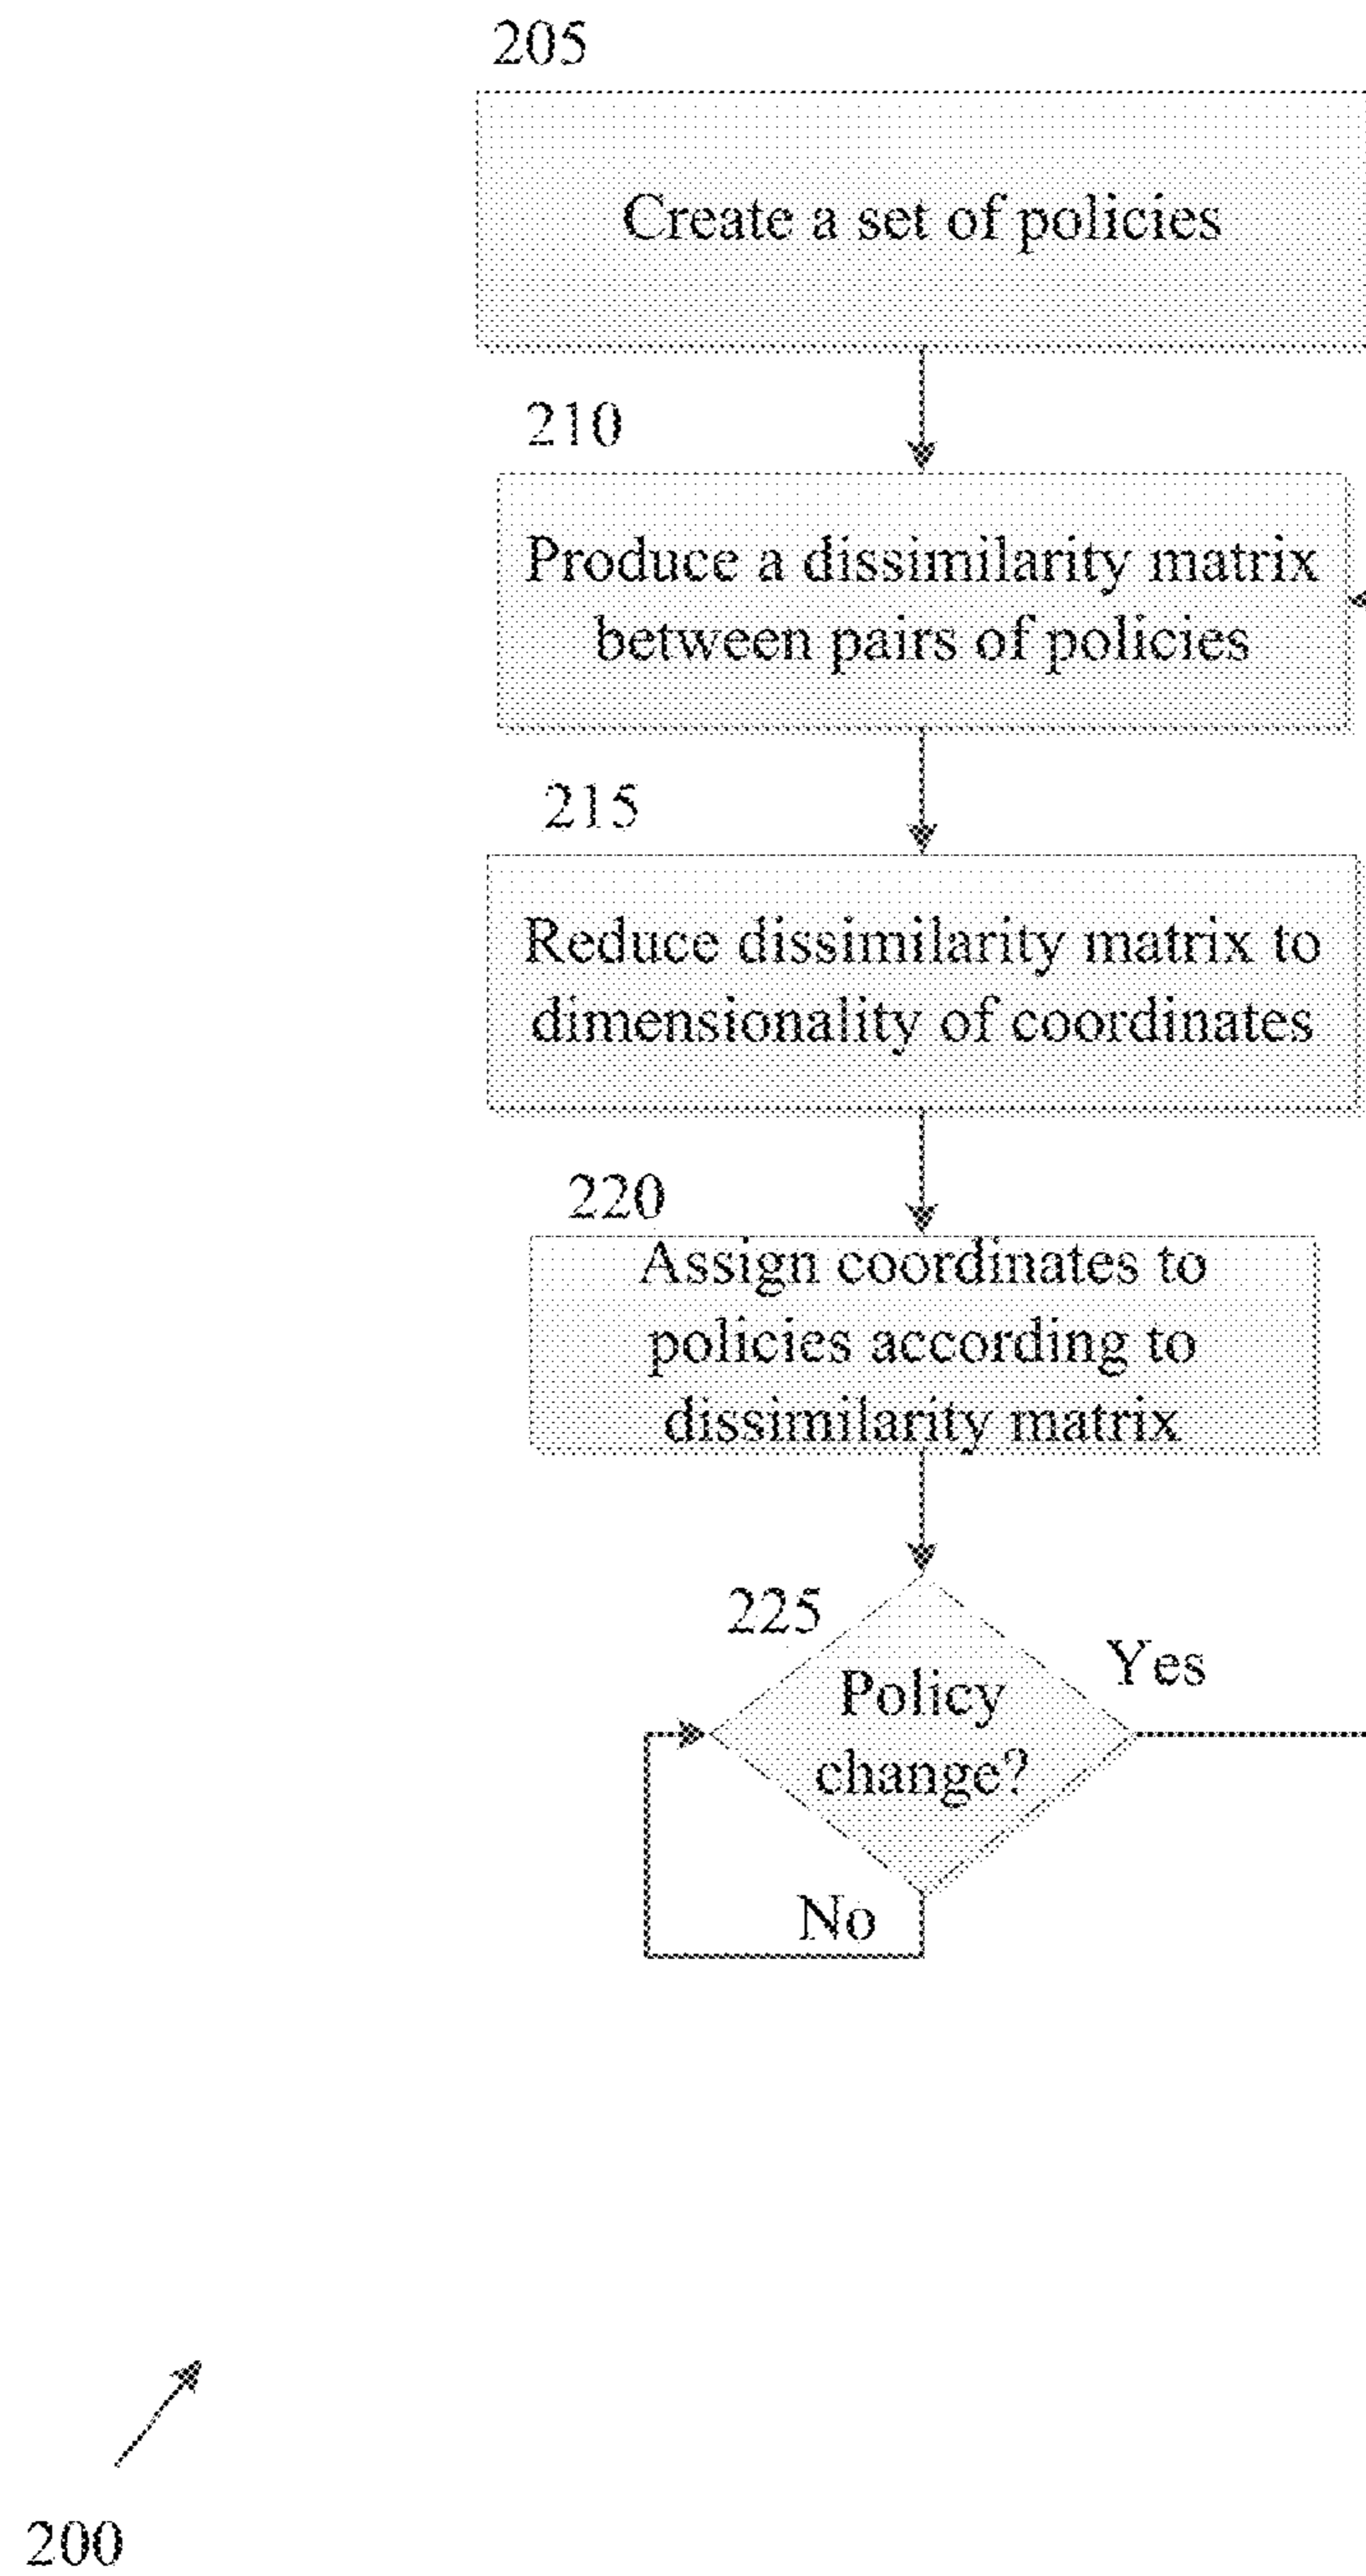 205
Create a set of policies
210
Produce a dissimilarity matrix
between pairs of policies
215
Reduce dissimilarity matrix to
dimensionality of coordinates
220
Assign coordinates to
policies according to
dissimilarity matrix
225
Policy
change?
Yes
No
200